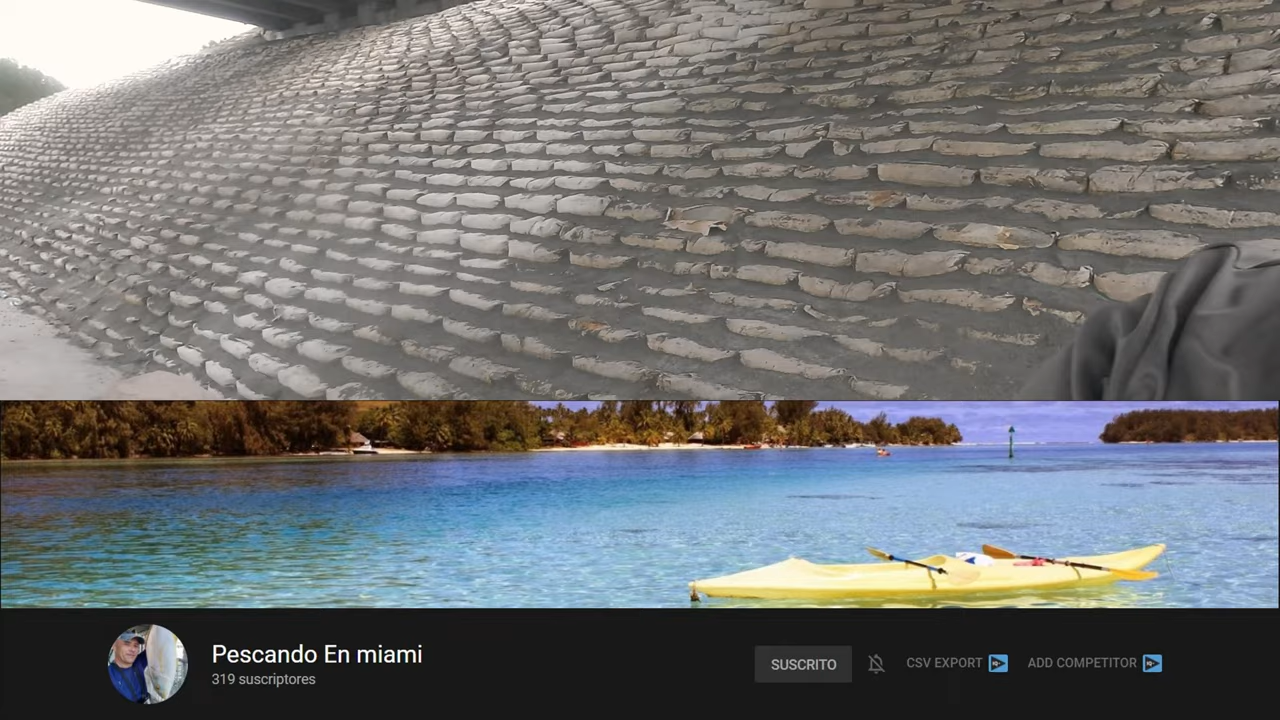 Pescando En miami
319 suscriptores
SUSCRITO
CSV EXPORT
ADD COMPETITOR